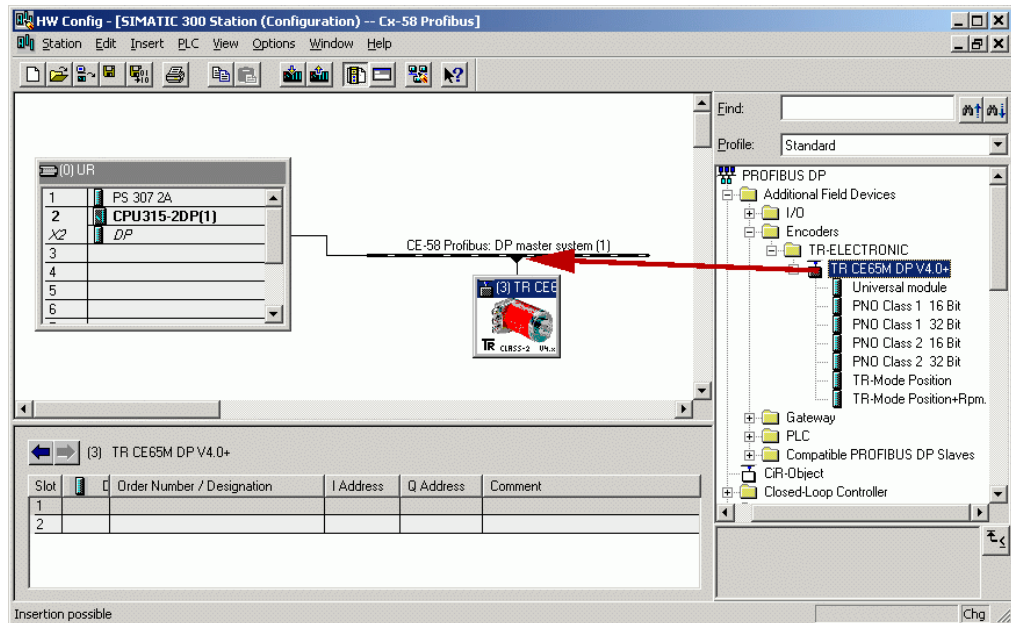 HW Config - [SIMATIC 300 Station (Configuration) -- Cx-58 Profibus]
Station Edit Insert PLC View Options Window Help
Find:
Profile: Standard
(0) UR
1 PS 307 2A
2 CPU315-2DP(1)
X2 DP
3
4
5
6
CE-58 Profibus: DP master system (1)
(3) TR CE6
TR CLASS-2 V4.x
PROFIBUS DP
Additional Field Devices
I/O
Encoders
TR-ELECTRONIC
TR CE65M DP V4.0+
Universal module
PNO Class 1 16 Bit
PNO Class 1 32 Bit
PNO Class 2 16 Bit
PNO Class 2 32 Bit
TR-Mode Position
TR-Mode Position+Rpm.
Gateway
PLC
Compatible PROFIBUS DP Slaves
CiR-Object
Closed-Loop Controller
(3) TR CE65M DP V4.0+
Slot Order Number / Designation I Address Q Address Comment
1
2
Insertion possible
Chg